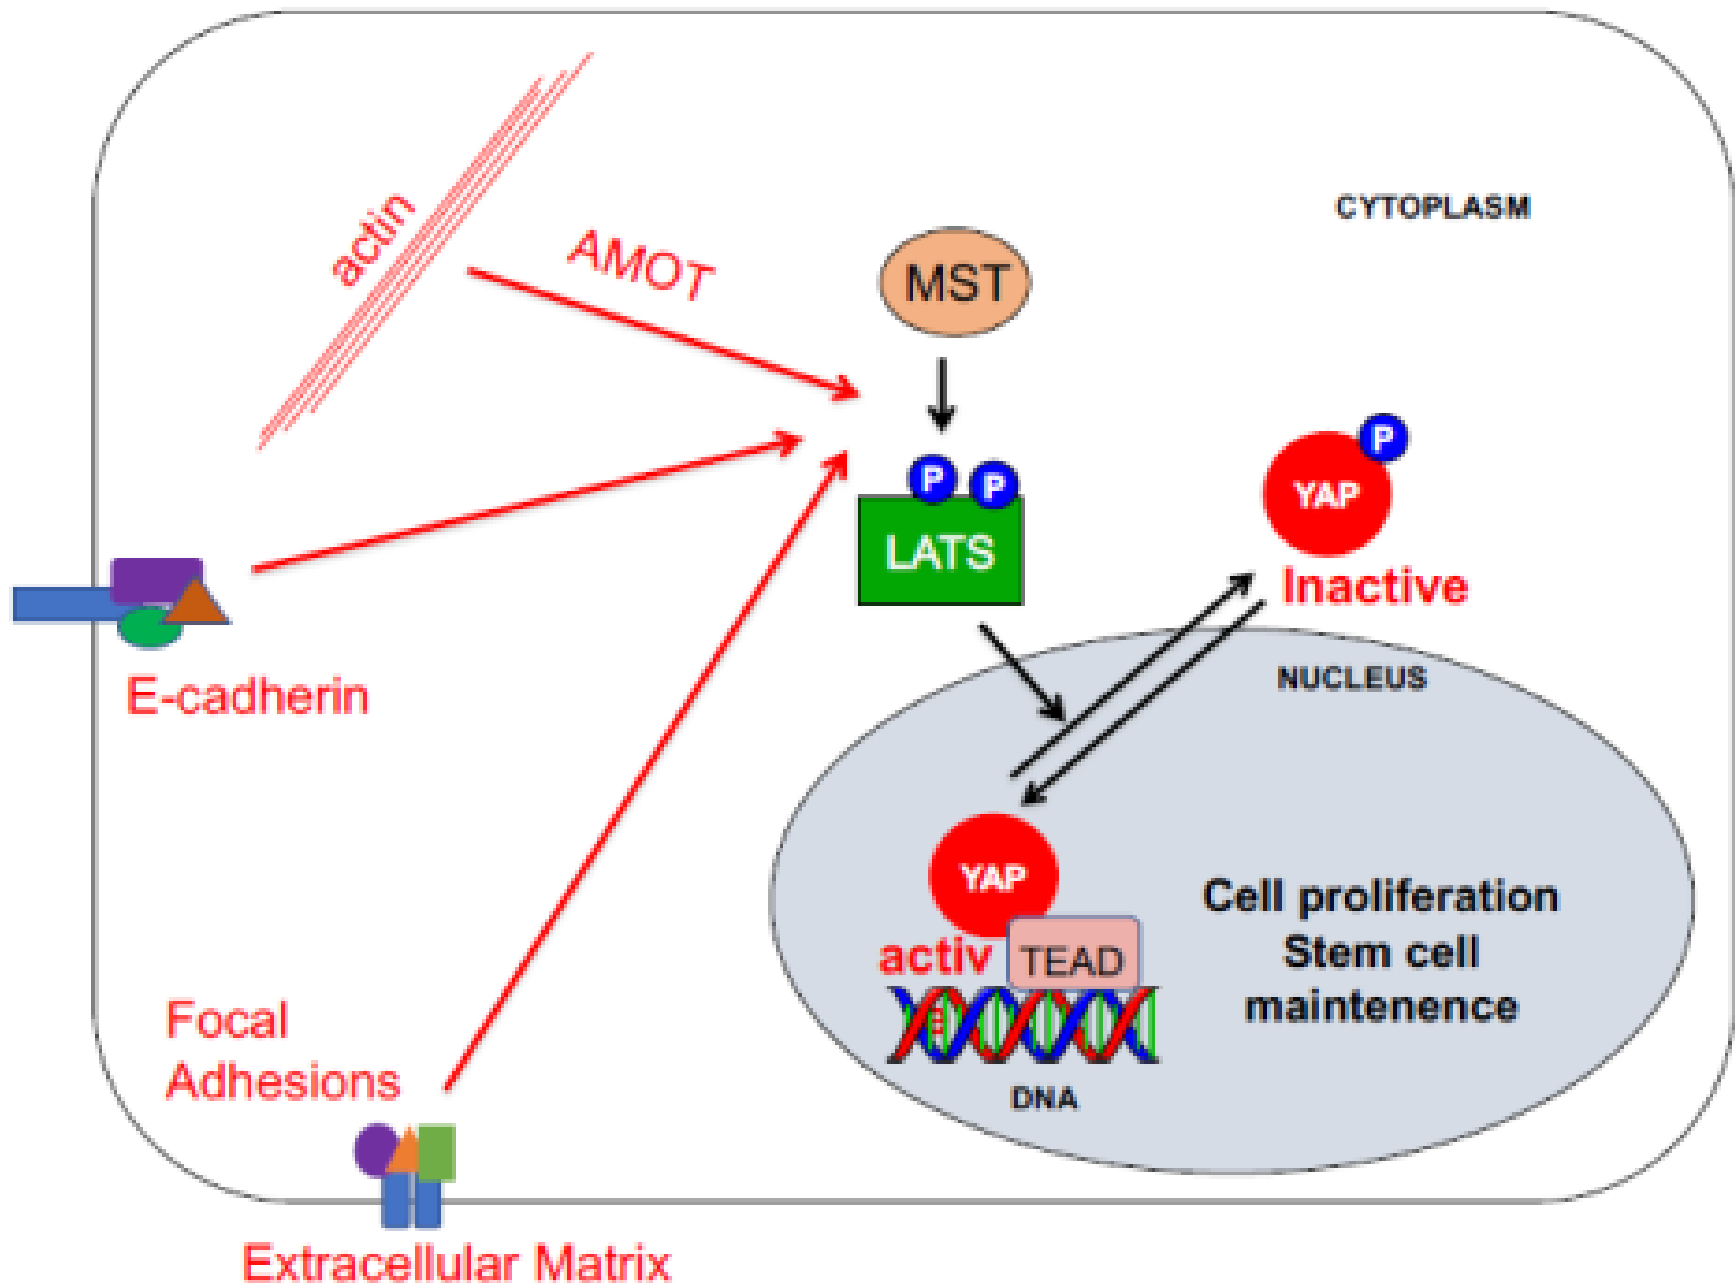 actin
AMOT
CYTOPLASM
MST
P
P
P
YAP
LATS
Inactive
E-cadherin
NUCLEUS
YAP
activ
TEAD
Cell proliferation
Stem cell
maintenence
Focal
Adhesions
DNA
Extracellular Matrix